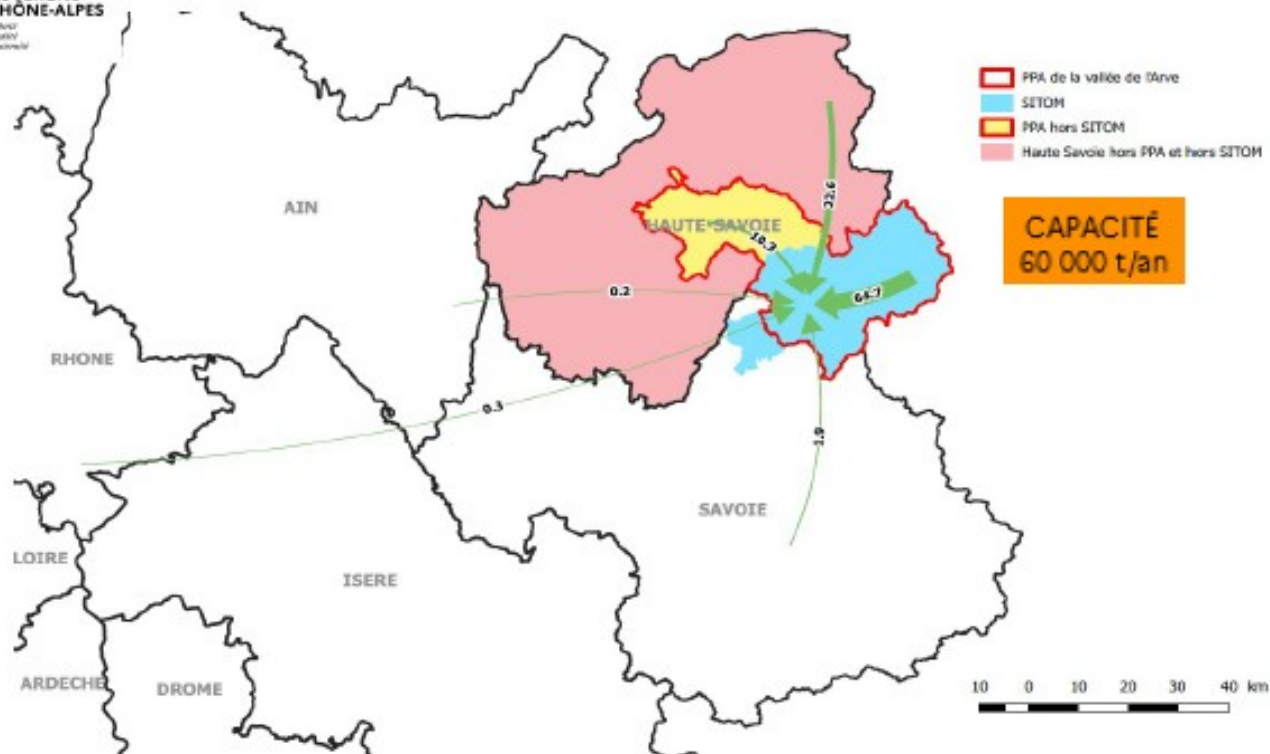 HÔNE-ALPES
PPA de la vallée de l'Arve
SITOM
PPA hors SITOM
Haute Savoie hors PPA et hors SITOM
CAPACITÉ
60 000 t/an
AIN
HAUTE SAVOIE
22.6
10.3
64.7
0.2
RHONE
0.3
1.9
SAVOIE
LOIRE
ISERE
ARDECHE
DROME
10 0 10 20 30 40 km